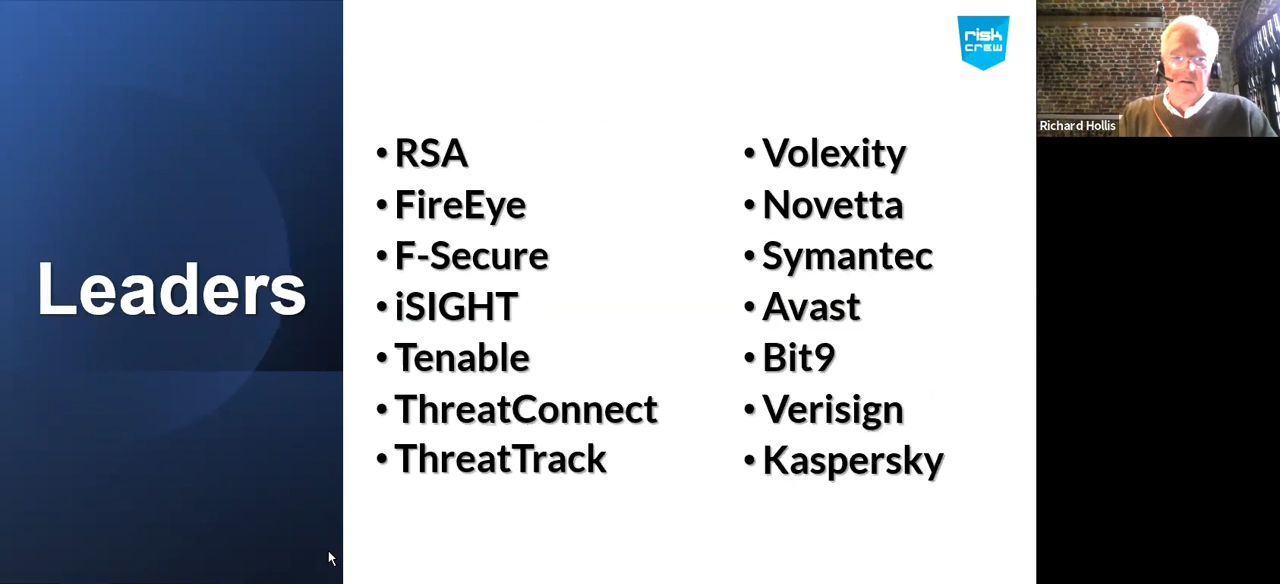 Leaders
risk
crew
• RSA
• FireEye
• F-Secure
• iSIGHT
• Tenable
• ThreatConnect
• ThreatTrack
• Volexity
• Novetta
• Symantec
• Avast
• Bit9
• Verisign
• Kaspersky
Richard Hollis